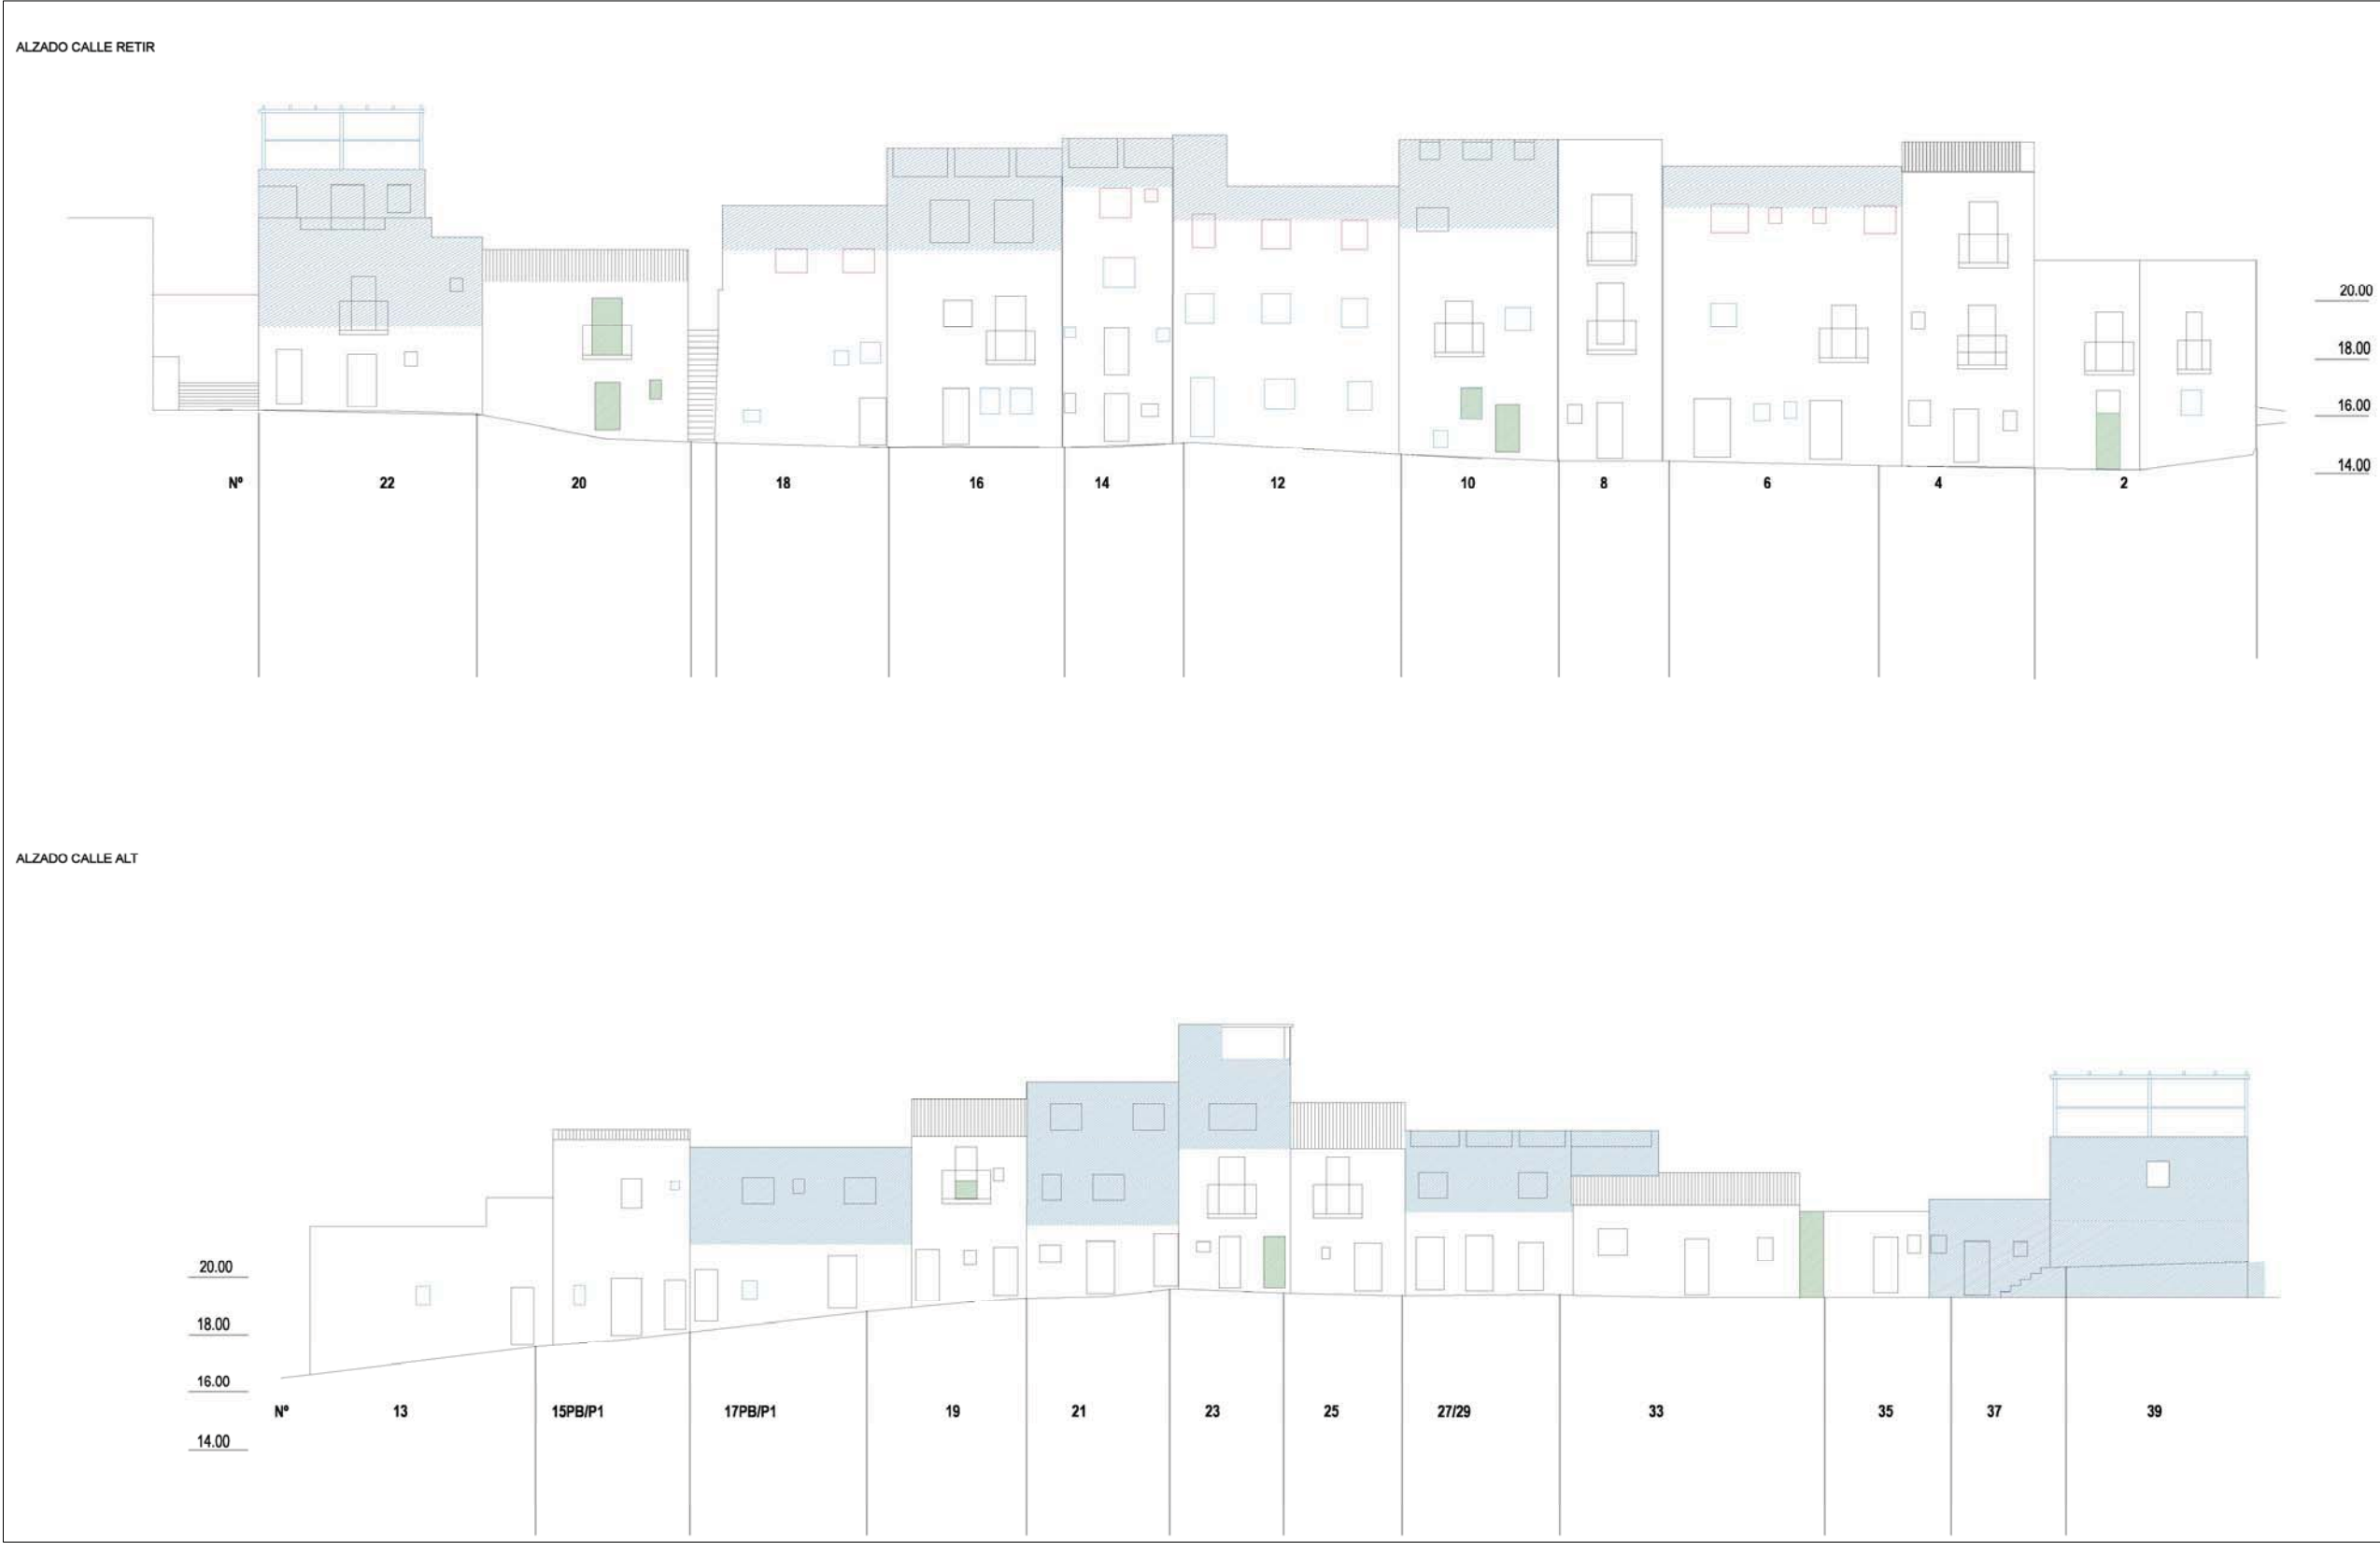 ALZADO CALLE RETIR
20.00
18.00
16.00
14.00
Nº 22 20 18 16 14 12 10 8 6 4 2
ALZADO CALLE ALT
20.00
18.00
16.00
Nº 13 15PB/P1 17PB/P1 19 21 23 25 27/29 33 35 37 39
14.00